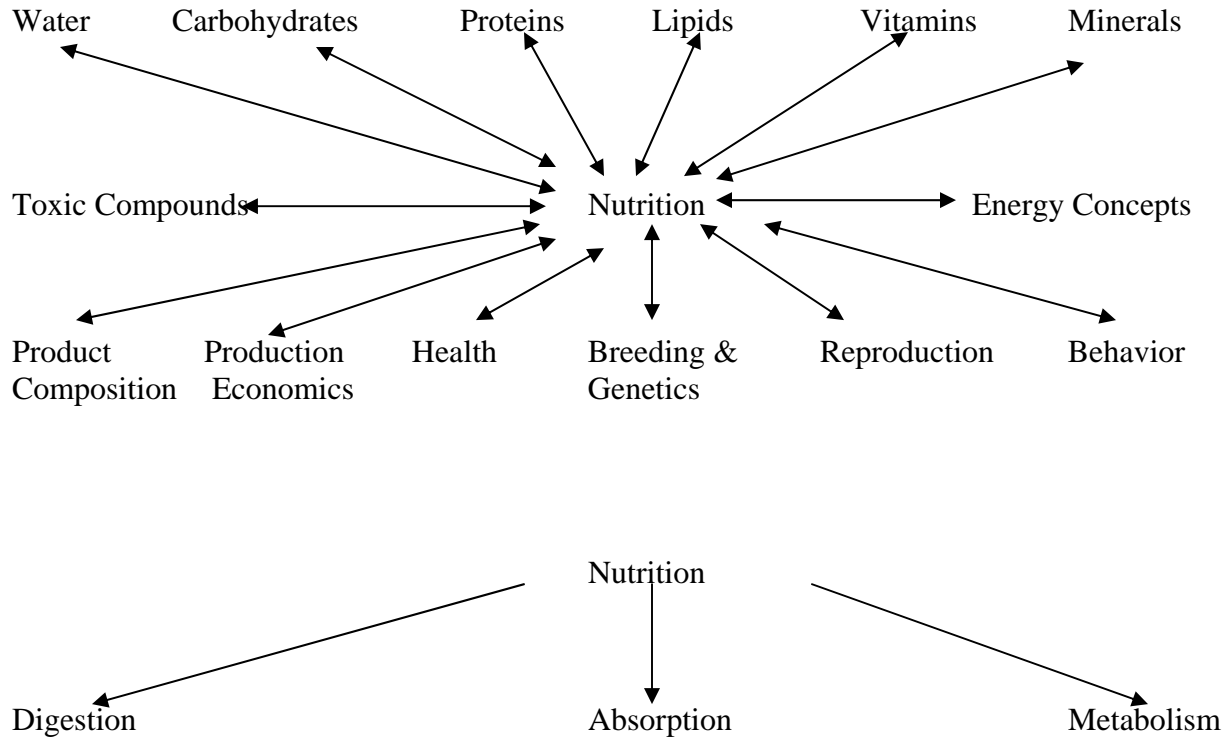 Water Carbohydrates Proteins Lipids Vitamins Minerals
Toxic Compounds Nutrition Energy Concepts
Product Production Health Breeding & Reproduction Behavior
Composition Economics Genetics
Nutrition
Digestion Absorption Metabolism